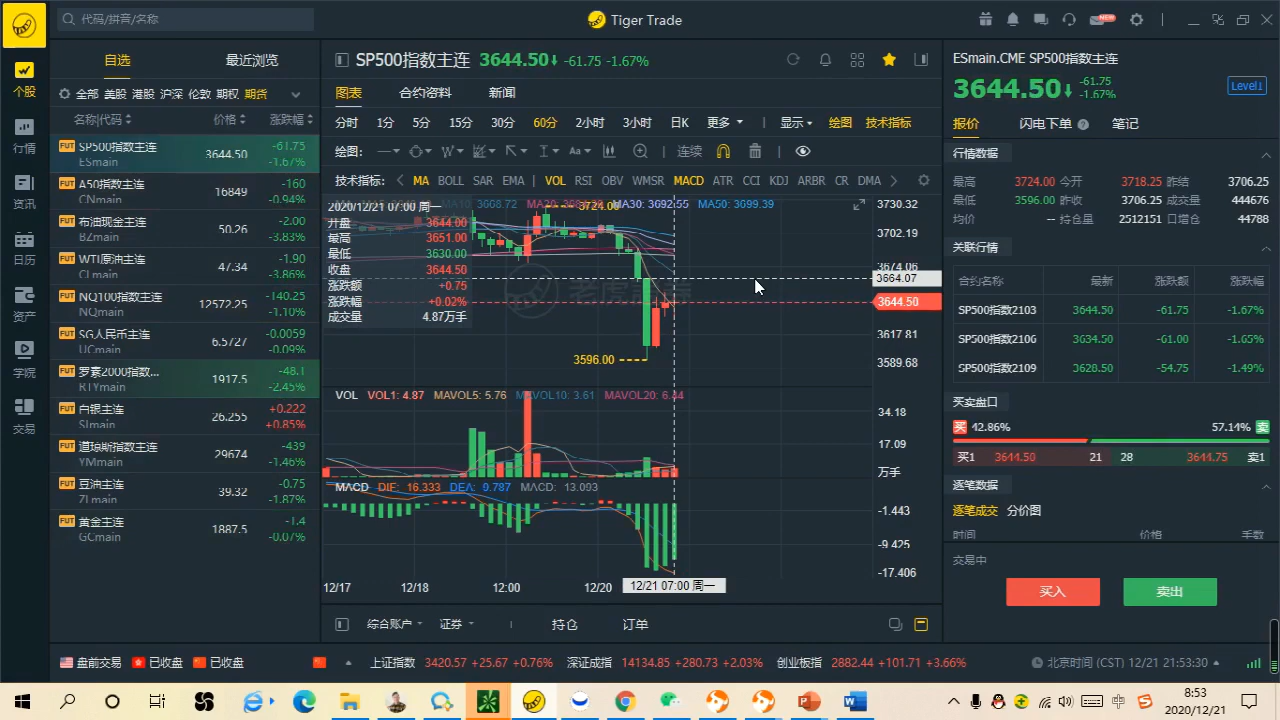 代码/拼音/名称
Tiger Trade
NEW
个股
行情
资讯
日历
资产
学院
交易
自选
最近浏览
全部 美股 港股 沪深 伦敦 期权 期货
名称|代码
价格
涨跌幅
FUT SP500指数主连
ESmain
3644.50
-61.75
-1.67%
FUT A50指数主连
CNmain
16849
-160
-0.94%
FUT 布油现金主连
BZmain
50.26
-2.00
-3.83%
FUT WTI原油主连
CLmain
47.34
-1.90
-3.86%
FUT NQ100指数主连
NQmain
12572.25
-140.25
-1.10%
FUT SG人民币主连
UCmain
6.5727
-0.0059
-0.09%
FUT 罗素2000指数...
RTYmain
1917.5
-48.1
-2.45%
FUT 白银主连
SImain
26.255
+0.222
+0.85%
FUT 道琼斯指数主连
YMmain
29674
-439
-1.46%
FUT 豆油主连
ZLmain
39.32
-0.75
-1.87%
FUT 黄金主连
GCmain
1887.5
-1.4
-0.07%
SP500指数主连 3644.50 -61.75 -1.67%
图表 合约资料 新闻
分时 1分 5分 15分 30分 60分 2小时 3小时 日K 更多 显示 绘图 技术指标
绘图: Aa 连续
技术指标: MA BOLL SAR EMA VOL RSI OBV WMSR MACD ATR CCI KDJ ARBR CR DMA
2020/12/21 07:00 周一
MA10: 3608.72
MA30: 3692.55 MA50: 3699.39
开盘 3644.00
最高 3651.00
最低 3630.00
收盘 3644.50
涨跌额 +0.75
涨跌幅 +0.02%
成交量 4.87万手
3724.00
3596.00
3730.32
3702.19
3674.06
3664.07
3644.50
3617.81
3589.68
VOL VOL1: 4.87 MAVOL5: 5.76 MAVOL10: 3.61 MAVOL20: 6.44
34.18
17.09
万手
MACD DIF: 16.333 DEA: 9.787 MACD: 13.093
-1.443
-9.425
-17.406
12/17 12/18 12:00 12/20 12/21 07:00 周一
综合账户 证券 持仓 订单
ESmain.CME SP500指数主连
3644.50
-61.75
-1.67%
Level
报价 闪电下单 笔记
行情数据
最高 3724.00 今开 3718.25 昨结 3706.25
最低 3596.00 昨收 3706.25 成交量 444676
均价 -- 持仓量 2512151 日增仓 44788
关联行情
合约名称 最新 涨跌额 涨跌幅
SP500指数2103 3644.50 -61.75 -1.67%
SP500指数2106 3634.50 -61.00 -1.65%
SP500指数2109 3628.50 -54.75 -1.49%
买卖盘口
买 42.86% 57.14% 卖
买1 3644.50 21 28 3644.75 卖1
逐笔数据
逐笔成交 分价图
时间 价格 手数
交易中
买入 卖出
盘前交易 已收盘 已收盘
上证指数 3420.57 +25.67 +0.76% 深证成指 14134.85 +280.73 +2.03% 创业板指 2882.44 +101.71 +3.66%
北京时间 (CST) 12/21 21:53:30
中
8:53
2020/12/21